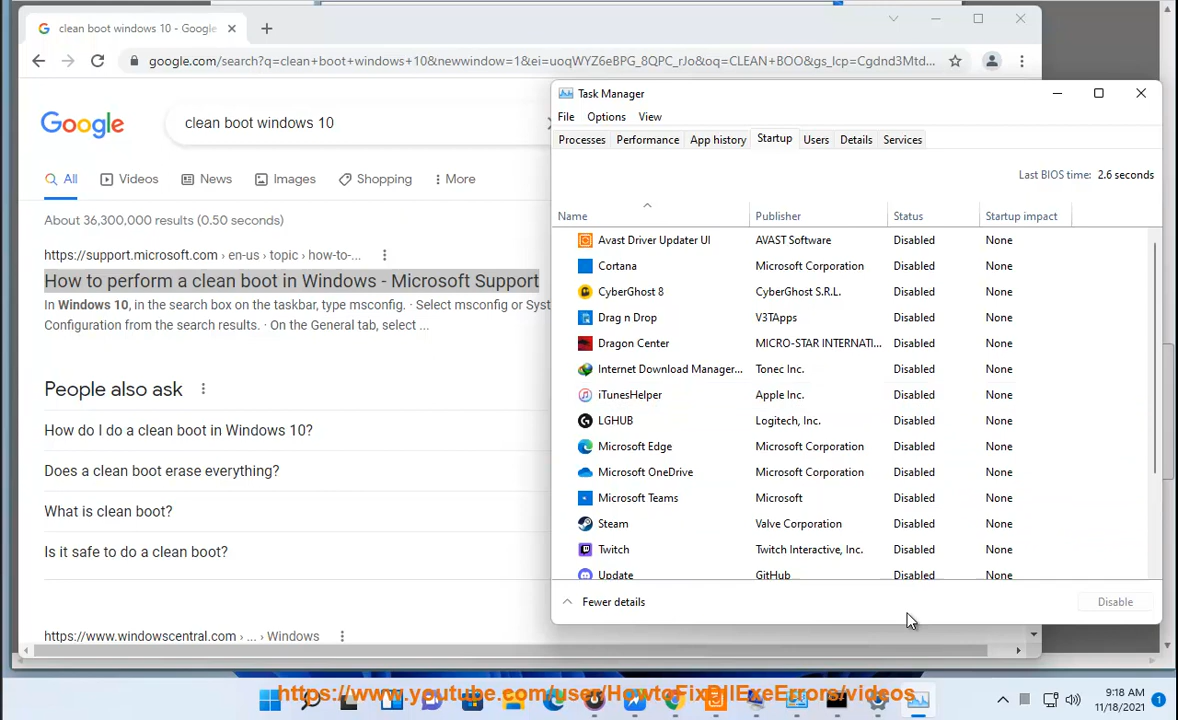 clean boot windows 10 - Google
google.com/search?q=clean+boot+windows+10&newwindow=1&ei=uoqWYZ6eBPG_8QPC_rJo&oq=CLEAN+BOO&gs_lcp=Cgdnd3Mtd...
Google
clean boot windows 10
All
Videos
News
Images
Shopping
More
About 36,300,000 results (0.50 seconds)
https://support.microsoft.com › en-us › topic › how-to-...
How to perform a clean boot in Windows - Microsoft Support
In Windows 10, in the search box on the taskbar, type msconfig. · Select msconfig or Syst
Configuration from the search results. · On the General tab, select ...
People also ask
How do I do a clean boot in Windows 10?
Does a clean boot erase everything?
What is clean boot?
Is it safe to do a clean boot?
https://www.windowscentral.com › ... › Windows
Task Manager
File Options View
Processes Performance App history Startup Users Details Services
Last BIOS time: 2.6 seconds
Name Publisher Status Startup impact
Avast Driver Updater UI AVAST Software Disabled None
Cortana Microsoft Corporation Disabled None
CyberGhost 8 CyberGhost S.R.L. Disabled None
Drag n Drop V3TApps Disabled None
Dragon Center MICRO-STAR INTERNATI... Disabled None
Internet Download Manager... Tonec Inc. Disabled None
iTunesHelper Apple Inc. Disabled None
LGHUB Logitech, Inc. Disabled None
Microsoft Edge Microsoft Corporation Disabled None
Microsoft OneDrive Microsoft Corporation Disabled None
Microsoft Teams Microsoft Disabled None
Steam Valve Corporation Disabled None
Twitch Twitch Interactive, Inc. Disabled None
Update GitHub Disabled None
Fewer details
Disable
https://www.youtube.com/user/HowtoFixDllExeErrors/videos
9:18 AM
11/18/2021
1